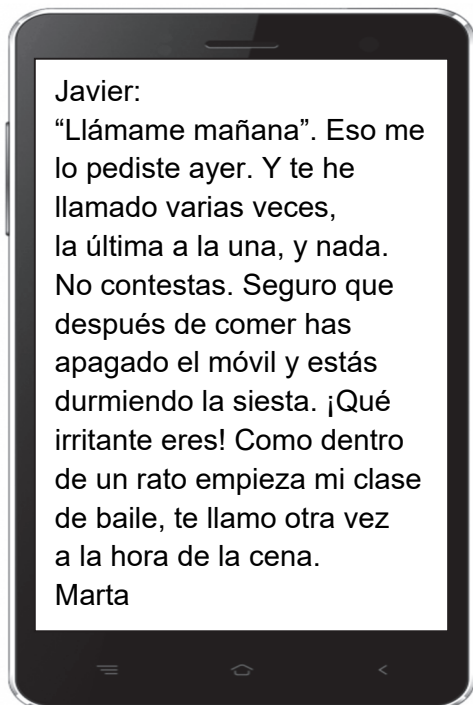 Javier:
“Llámame mañana”. Eso me
lo pediste ayer. Y te he
llamado varias veces,
la última a la una, y nada.
No contestas. Seguro que
después de comer has
apagado el móvil y estás
durmiendo la siesta. ¡Qué
irritante eres! Como dentro
de un rato empieza mi clase
de baile, te llamo otra vez
a la hora de la cena.
Marta